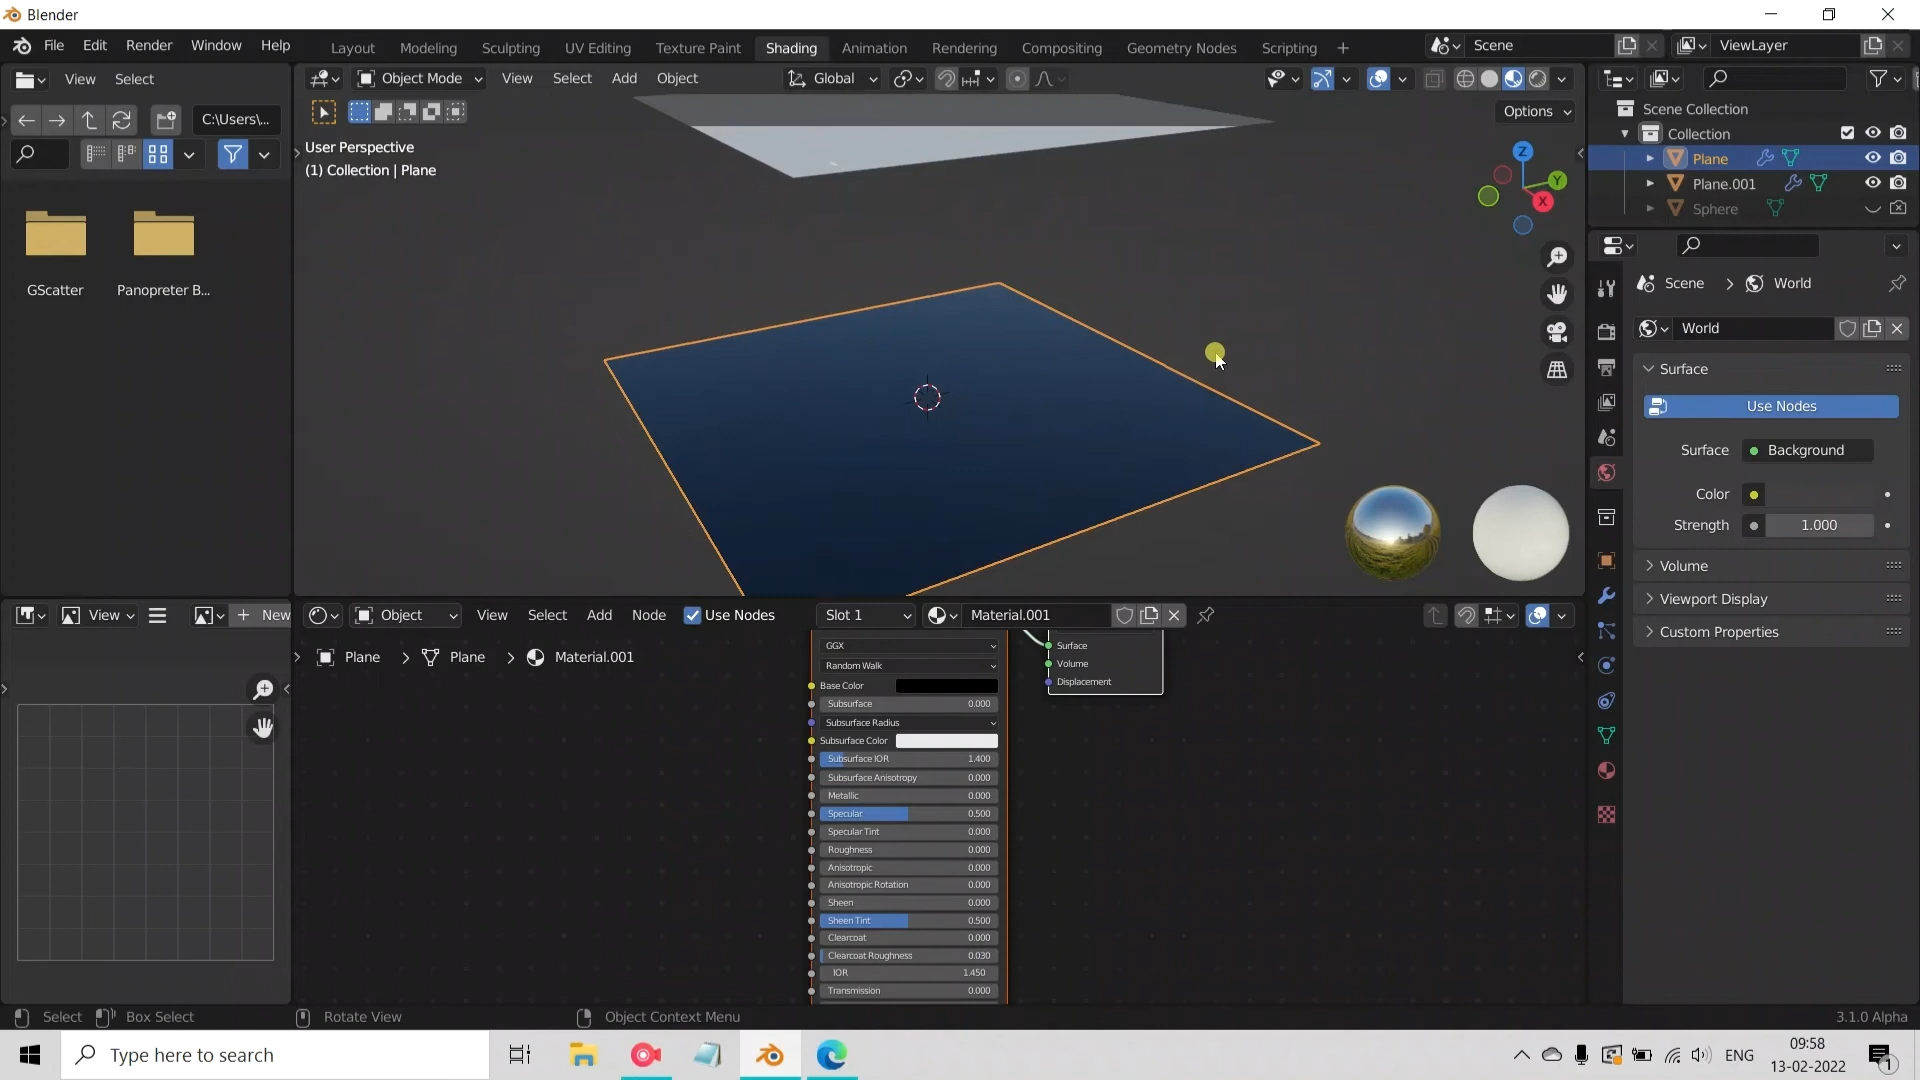 Blender
File Edit Render Window Help
Layout Modeling Sculpting UV Editing Texture Paint Shading Animation Rendering Compositing Geometry Nodes Scripting
Scene
ViewLayer
View Select
Object Mode
View Select Add Object
Global
C:\Users\...
Options
User Perspective
(1) Collection | Plane
GScatter
Panopreter B...
Z
Y
X
Scene Collection
Collection
Plane
Plane.001
Sphere
Scene > World
World
Surface
Use Nodes
Surface Background
Color
Strength 1.000
Volume
Viewport Display
Custom Properties
View
New
Object
View Select Add Node
Use Nodes
Slot 1
Material.001
Plane > Plane > Material.001
GGX
Random Walk
Base Color
Subsurface 0.000
Subsurface Radius
Subsurface Color
Subsurface IOR 1.400
Subsurface Anisotropy 0.000
Metallic 0.000
Specular 0.500
Specular Tint 0.000
Roughness 0.000
Anisotropic 0.000
Anisotropic Rotation 0.000
Sheen 0.000
Sheen Tint 0.500
Clearcoat 0.000
Clearcoat Roughness 0.030
IOR 1.450
Transmission 0.000
Surface
Volume
Displacement
Select
Box Select
Rotate View
Object Context Menu
3.1.0 Alpha
Type here to search
ENG
09:58
13-02-2022
1